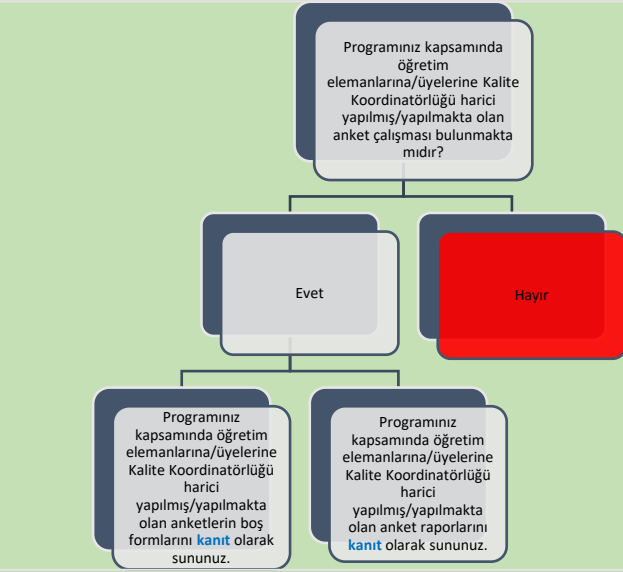 Programınız kapsamında
öğretim
elemanlarına/üyelerine Kalite
Koordinatörlüğü harici
yapılmış/yapılmakta olan
anket çalışması bulunmakta
mıdır?
Evet
Hayır
Programınız
kapsamında öğretim
elemanlarına/üyelerine
Kalite Koordinatörlüğü
harici
yapılmış/yapılmakta
olan anketlerin boş
formlarını kanıt olarak
sununuz.
Programınız
kapsamında öğretim
elemanlarına/üyelerine
Kalite Koordinatörlüğü
harici
yapılmış/yapılmakta
olan anket raporlarını
kanıt olarak sununuz.